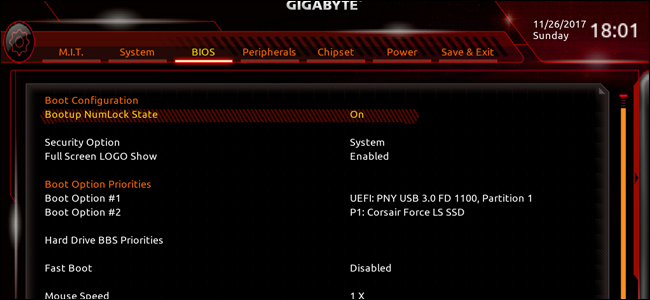 GIGABYTE™
11/26/2017
Sunday
18:01
M.I.T. System BIOS Peripherals Chipset Power Save & Exit
Boot Configuration
Bootup NumLock State On
Security Option System
Full Screen LOGO Show Enabled
Boot Option Priorities
Boot Option #1 UEFI: PNY USB 3.0 FD 1100, Partition 1
Boot Option #2 P1: Corsair Force LS SSD
Hard Drive BBS Priorities
Fast Boot Disabled
Mouse Speed 1 X